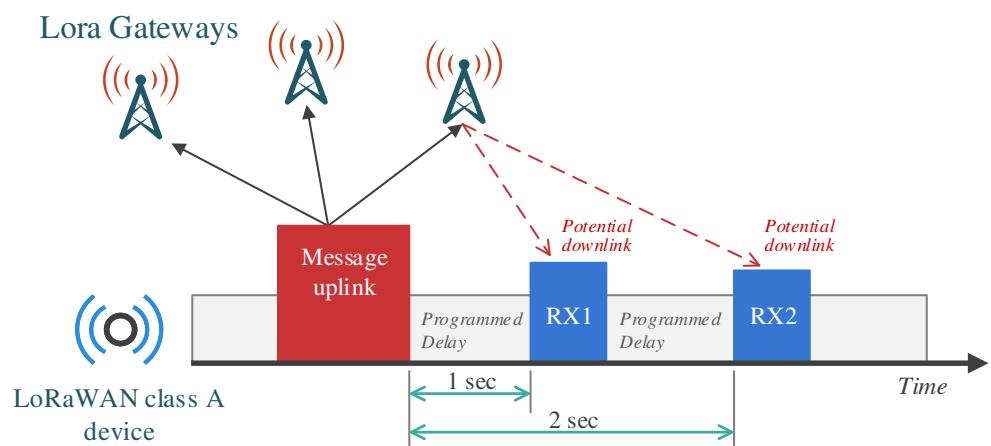 Lora Gateways
Potential
downlink
Potential
downlink
Message
uplink
Programmed
Delay
RX1
Programmed
Delay
RX2
1 sec
Time
LoRaWAN class A
device
2 sec